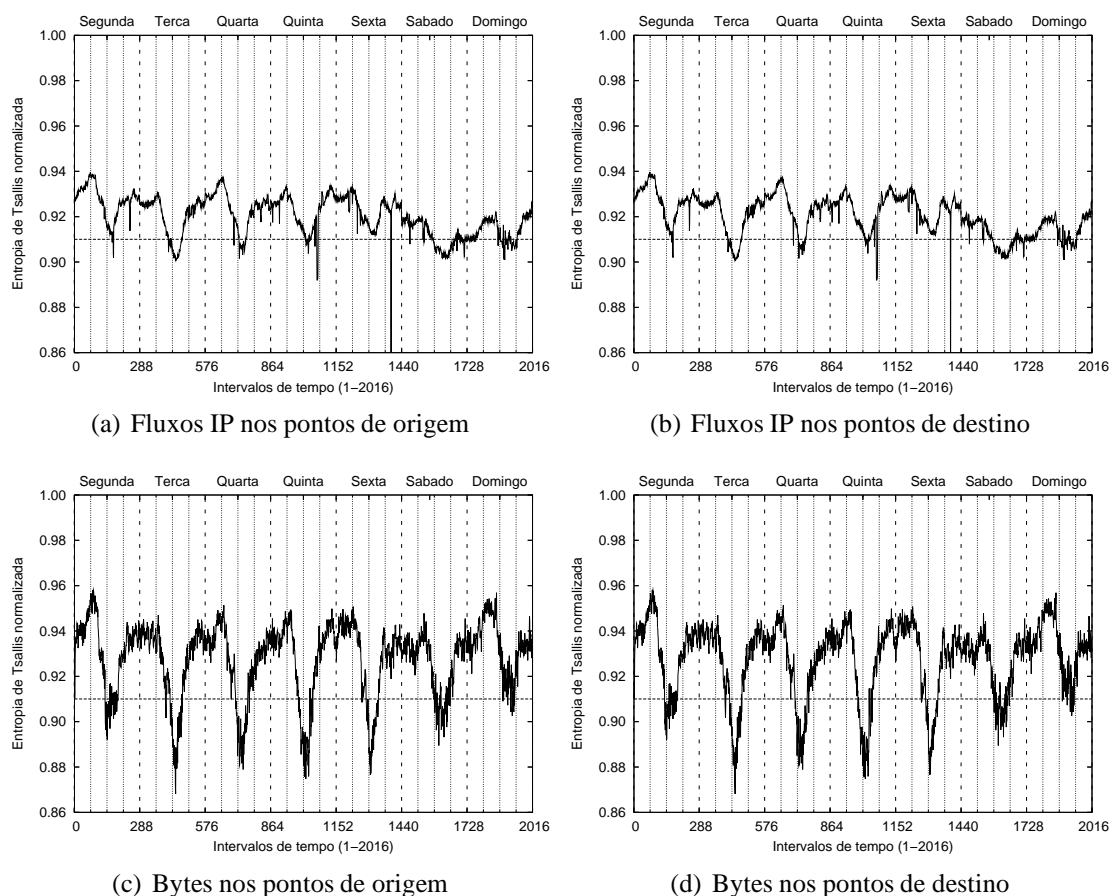 Segunda Terca Quarta Quinta Sexta Sabado Domingo
1.00
0.98
0.96
0.94
0.92
0.90
0.88
0.86
Entropia de Tsallis normalizada
0 288 576 864 1152 1440 1728 2016
Intervalos de tempo (1−2016)
(a) Fluxos IP nos pontos de origem
Segunda Terca Quarta Quinta Sexta Sabado Domingo
1.00
0.98
0.96
0.94
0.92
0.90
0.88
0.86
Entropia de Tsallis normalizada
0 288 576 864 1152 1440 1728 2016
Intervalos de tempo (1−2016)
(b) Fluxos IP nos pontos de destino
Segunda Terca Quarta Quinta Sexta Sabado Domingo
1.00
0.98
0.96
0.94
0.92
0.90
0.88
0.86
Entropia de Tsallis normalizada
0 288 576 864 1152 1440 1728 2016
Intervalos de tempo (1−2016)
(c) Bytes nos pontos de origem
Segunda Terca Quarta Quinta Sexta Sabado Domingo
1.00
0.98
0.96
0.94
0.92
0.90
0.88
0.86
Entropia de Tsallis normalizada
0 288 576 864 1152 1440 1728 2016
Intervalos de tempo (1−2016)
(d) Bytes nos pontos de destino